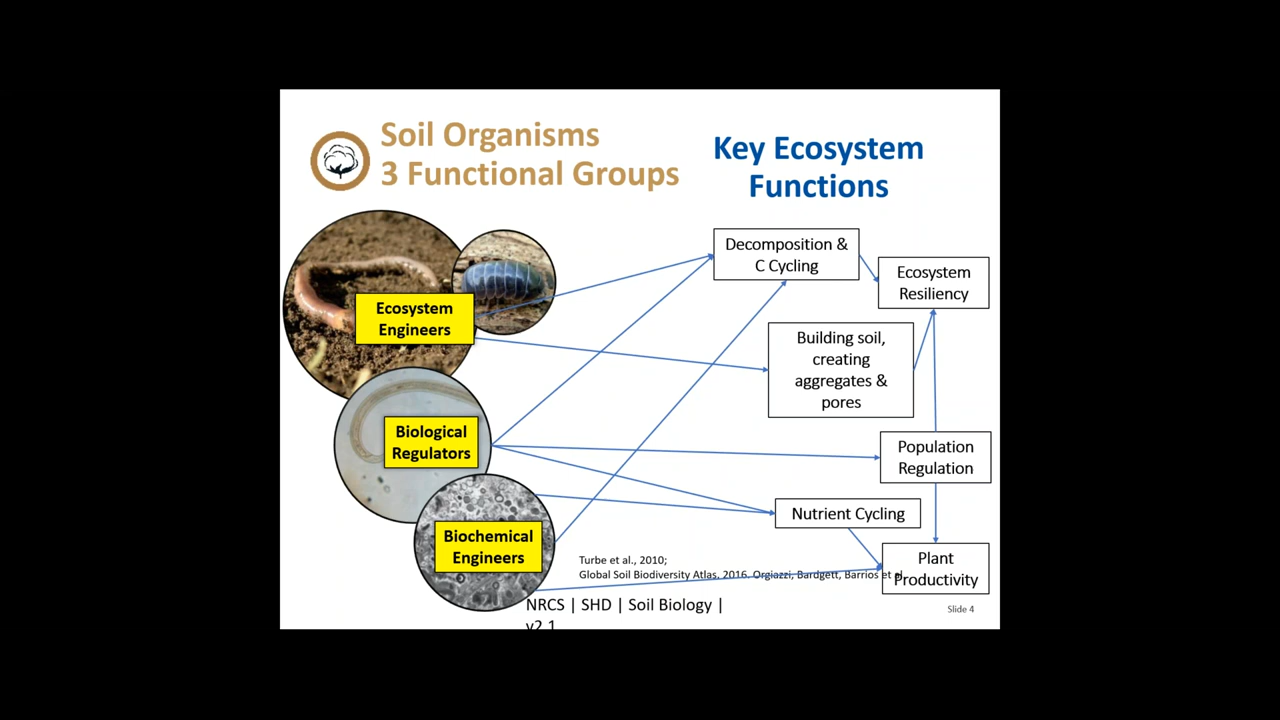 Soil Organisms
3 Functional Groups
Key Ecosystem
Functions
Ecosystem
Engineers
Biological
Regulators
Biochemical
Engineers
Decomposition &
C Cycling
Ecosystem
Resiliency
Building soil,
creating
aggregates &
pores
Population
Regulation
Nutrient Cycling
Plant
Productivity
Turbe et al., 2010;
Global Soil Biodiversity Atlas. 2016. Orgiazzi, Bardgett, Barrios et al
NRCS | SHD | Soil Biology |
v2.1
Slide 4